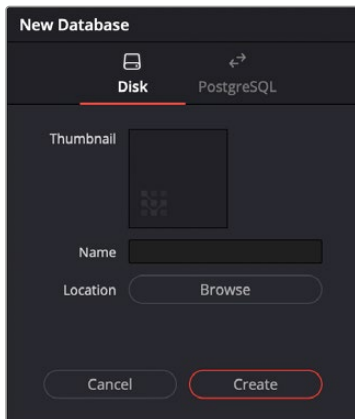 New Database
Disk
PostgreSQL
Thumbnail
Name
Location
Browse
Cancel
Create